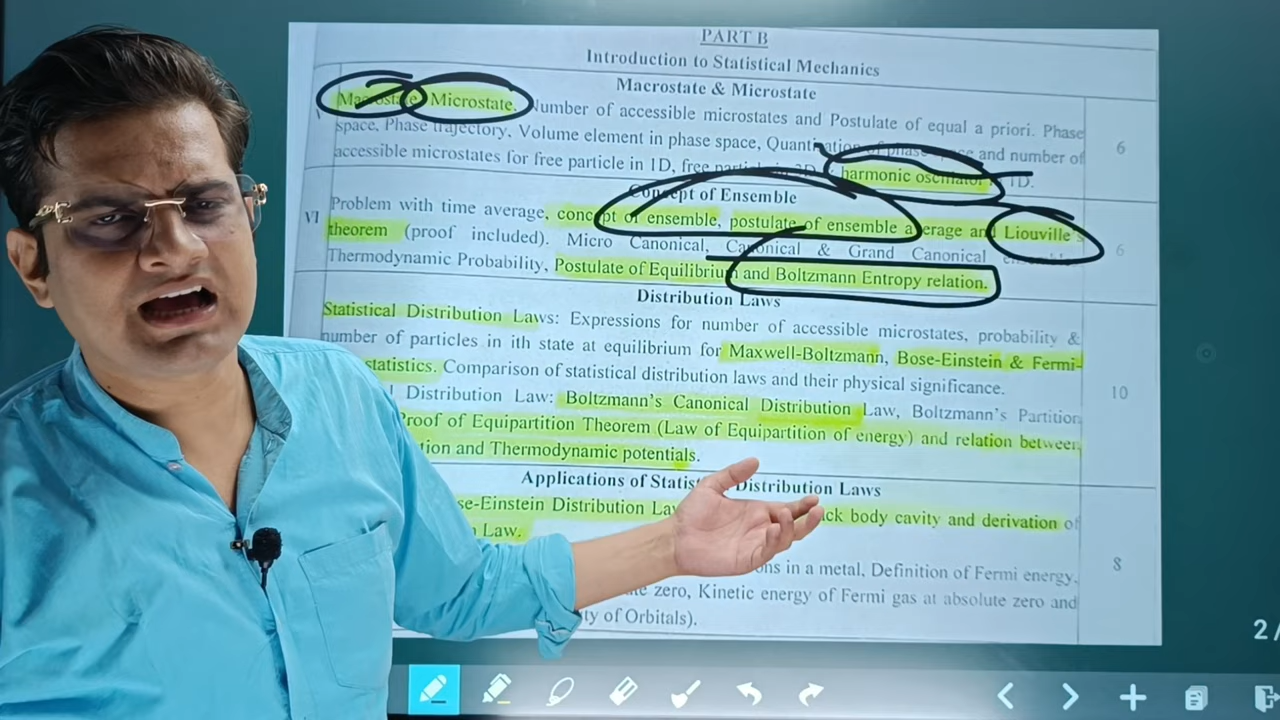 PART B
Introduction to Statistical Mechanics
Macrostate & Microstate
Macrostate Microstate. Number of accessible microstates and Postulate of equal a priori. Phase
space, Phase trajectory, Volume element in phase space, Quantization of phase space and number of
accessible microstates for free particle in 1D, free particle in harmonic oscillator 1D.
6
Concept of Ensemble
VI
Problem with time average, concept of ensemble, postulate of ensemble average and Liouville's
theorem (proof included). Micro Canonical, Canonical & Grand Canonical
Thermodynamic Probability, Postulate of Equilibrium and Boltzmann Entropy relation.
6
Distribution Laws
Statistical Distribution Laws: Expressions for number of accessible microstates, probability &
number of particles in ith state at equilibrium for Maxwell-Boltzmann, Bose-Einstein & Fermi-
statistics. Comparison of statistical distribution laws and their physical significance.
Distribution Law: Boltzmann's Canonical Distribution Law, Boltzmann's Partition
Proof of Equipartition Theorem (Law of Equipartition of energy) and relation between
tion and Thermodynamic potentials.
10
Applications of Statis Distribution Laws
se-Einstein Distribution Law ck body cavity and derivation of
Law.
ons in a metal, Definition of Fermi energy,
zero, Kinetic energy of Fermi gas at absolute zero and
ty of Orbitals).
8
2/